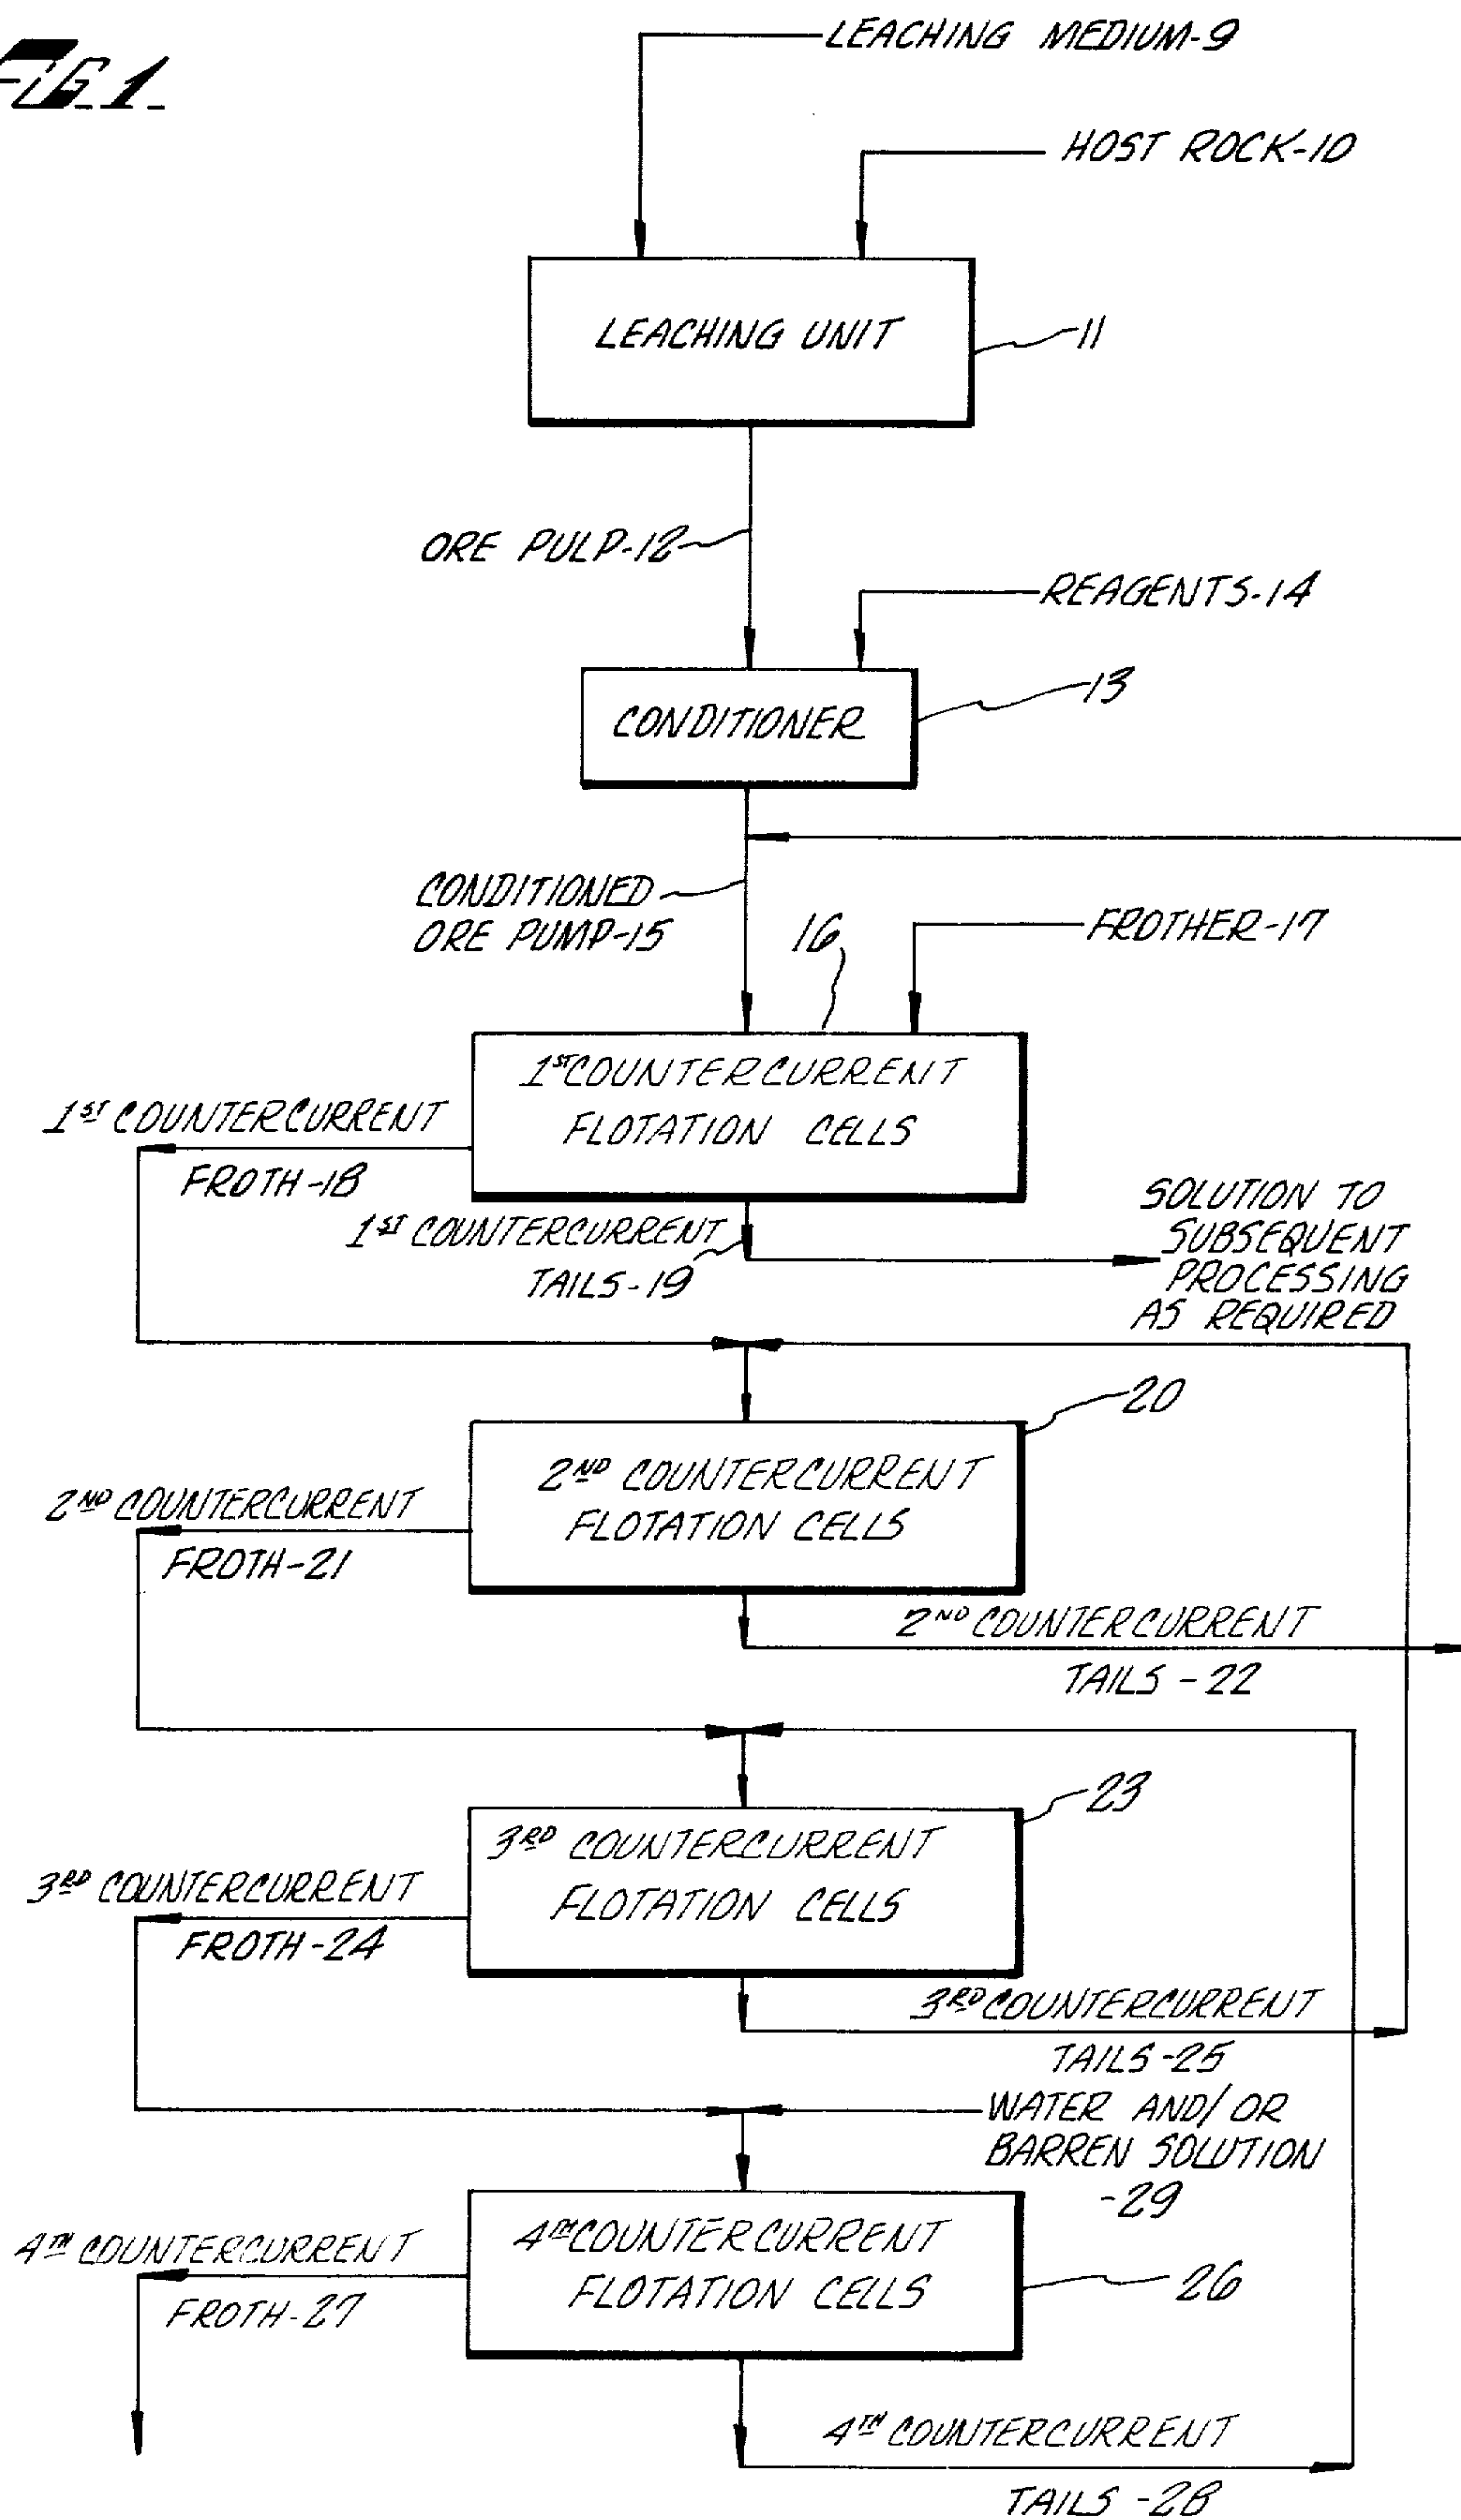 FIG. 1.
LEACHING MEDIUM-9
HOST ROCK-10
LEACHING UNIT
11
ORE PULP-12
REAGENTS-14
CONDITIONER
13
CONDITIONED
ORE PUMP-15
16
FROTHER-17
1ST COUNTERCURRENT
FLOTATION CELLS
1ST COUNTERCURRENT
FROTH-18
1ST COUNTERCURRENT
TAILS-19
SOLUTION TO
SUBSEQUENT
PROCESSING
AS REQUIRED
20
2ND COUNTERCURRENT
FLOTATION CELLS
2ND COUNTERCURRENT
FROTH-21
2ND COUNTERCURRENT
TAILS-22
23
3RD COUNTERCURRENT
FLOTATION CELLS
3RD COUNTERCURRENT
FROTH-24
3RD COUNTERCURRENT
TAILS-25
WATER AND/OR
BARREN SOLUTION
-29
4TH COUNTERCURRENT
FLOTATION CELLS
26
4TH COUNTERCURRENT
FROTH-27
4TH COUNTERCURRENT
TAILS-28